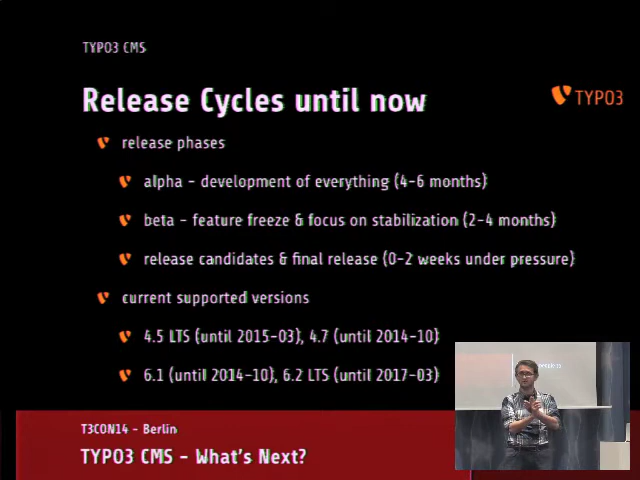 TYPO3 CMS
Release Cycles until now
TYPO3
release phases
alpha - development of everything (4-6 months)
beta - feature freeze & focus on stabilization (2-4 months)
release candidates & final release (0-2 weeks under pressure)
current supported versions
4.5 LTS (until 2015-03), 4.7 (until 2014-10)
6.1 (until 2014-10), 6.2 LTS (until 2017-03)
T3CON14 - Berlin
TYPO3 CMS - What's Next?